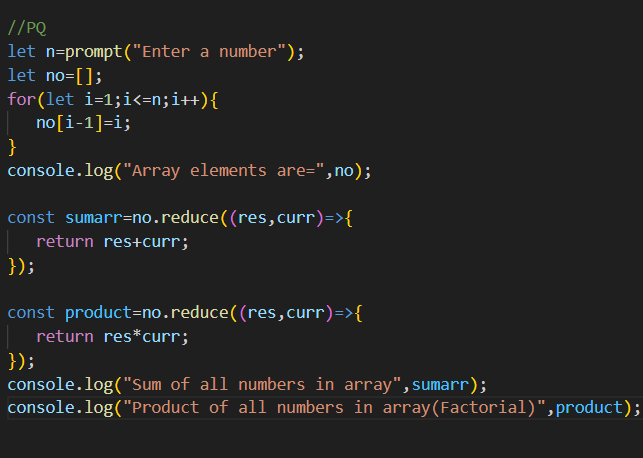 //PQ
let n=prompt("Enter a number");
let no=[];
for(let i=1;i<=n;i++){
   no[i-1]=i;
}
console.log("Array elements are=",no);

const sumarr=no.reduce((res,curr)=>{
   return res+curr;
});

const product=no.reduce((res,curr)=>{
   return res*curr;
});
console.log("Sum of all numbers in array",sumarr);
console.log("Product of all numbers in array(Factorial)",product);